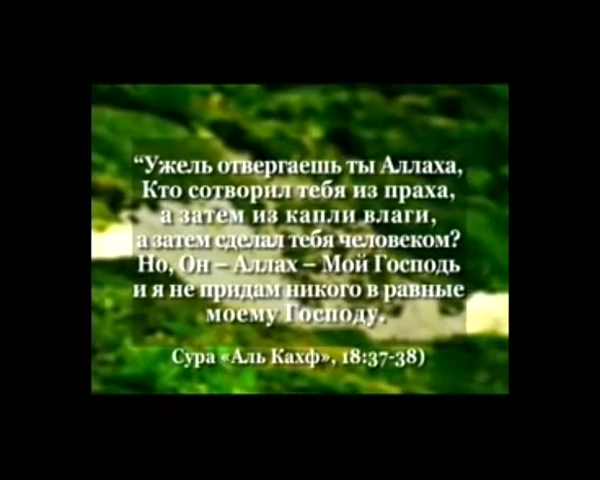 “Ужель отвергаешь ты Аллаха,
Кто сотворил тебя из праха,
а затем из капли влаги,
а затем сделал тебя человеком?
Но, Он – Аллах – Мой Господь
и я не придам никого в равные
моему Господу.
Сура «Аль Кахф», 18:37-38)